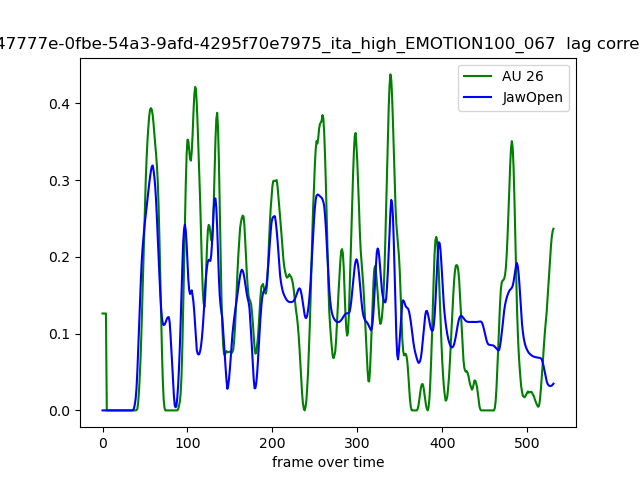 47777e-0fbe-54a3-9afd-4295f70e7975_ita_high_EMOTION100_067 lag corre
AU 26
JawOpen
0.4
0.3
0.2
0.1
0.0
0 100 200 300 400 500
frame over time